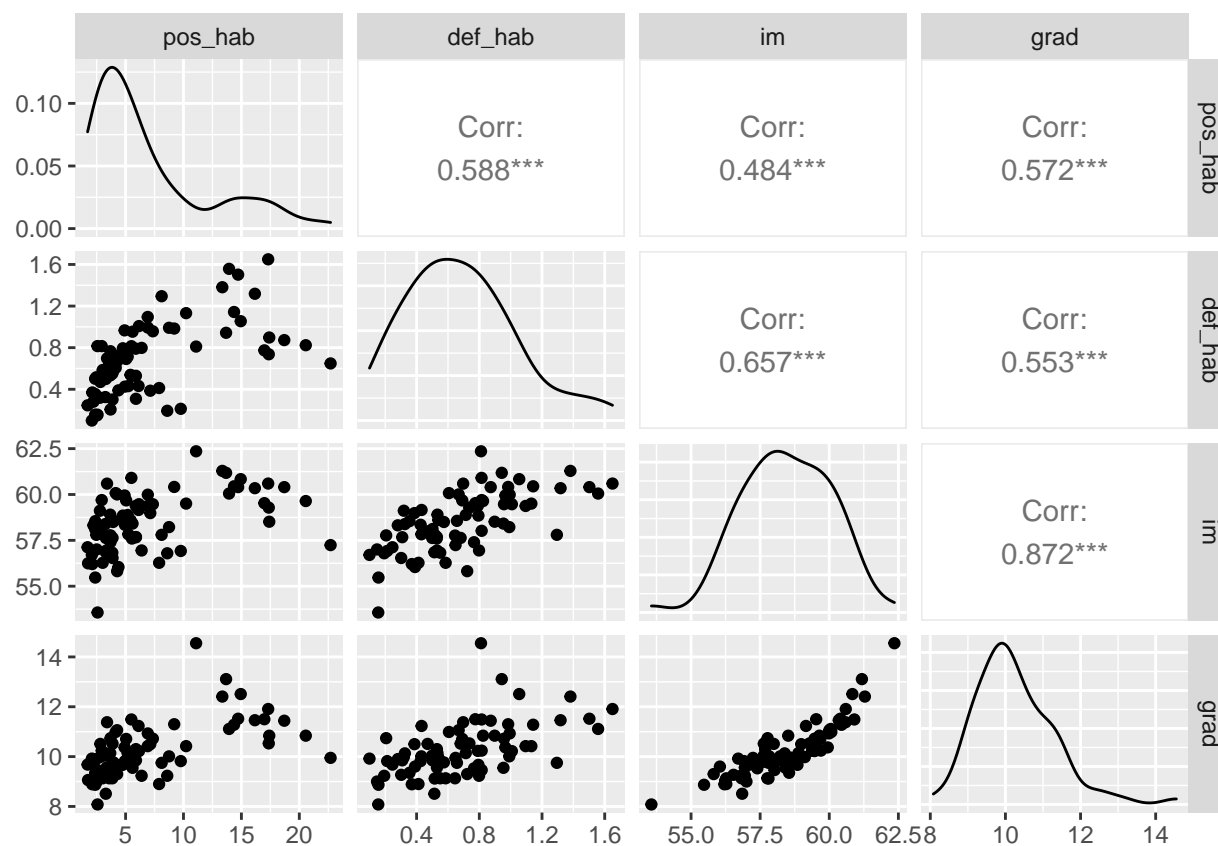 pos_hab def_hab im grad
0.10
0.05
0.00
Corr:
0.588***
Corr:
0.484***
Corr:
0.572***
pos_hab
1.6
1.2
0.8
0.4
Corr:
0.657***
Corr:
0.553***
def_hab
62.5
60.0
57.5
55.0
Corr:
0.872***
im
14
12
10
8
grad
5 10 15 20 0.4 0.8 1.2 1.6 55.0 57.5 60.0 62.5 8 10 12 14